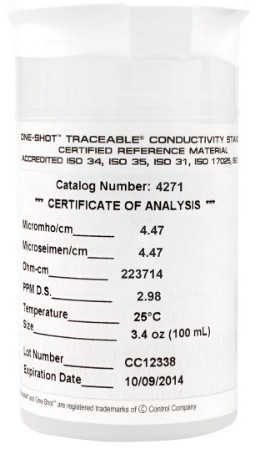 ONE-SHOT™ TRACEABLE® CONDUCTIVITY
CERTIFIED REFERENCE MATERIAL
ACCREDITED ISO 34, ISO 35, ISO 31, ISO 17025,
Catalog Number: 4271
*** CERTIFICATE OF ANALYSIS ***
Micromho/cm 4.47
Microseimen/cm 4.47
Ohm-cm 223714
PPM D.S. 2.98
Temperature 25°C
Size 3.4 oz (100 mL)
Lot Number CC12338
Expiration Date 10/09/2014
and One-Shot™ are registered trademarks of © Control Company